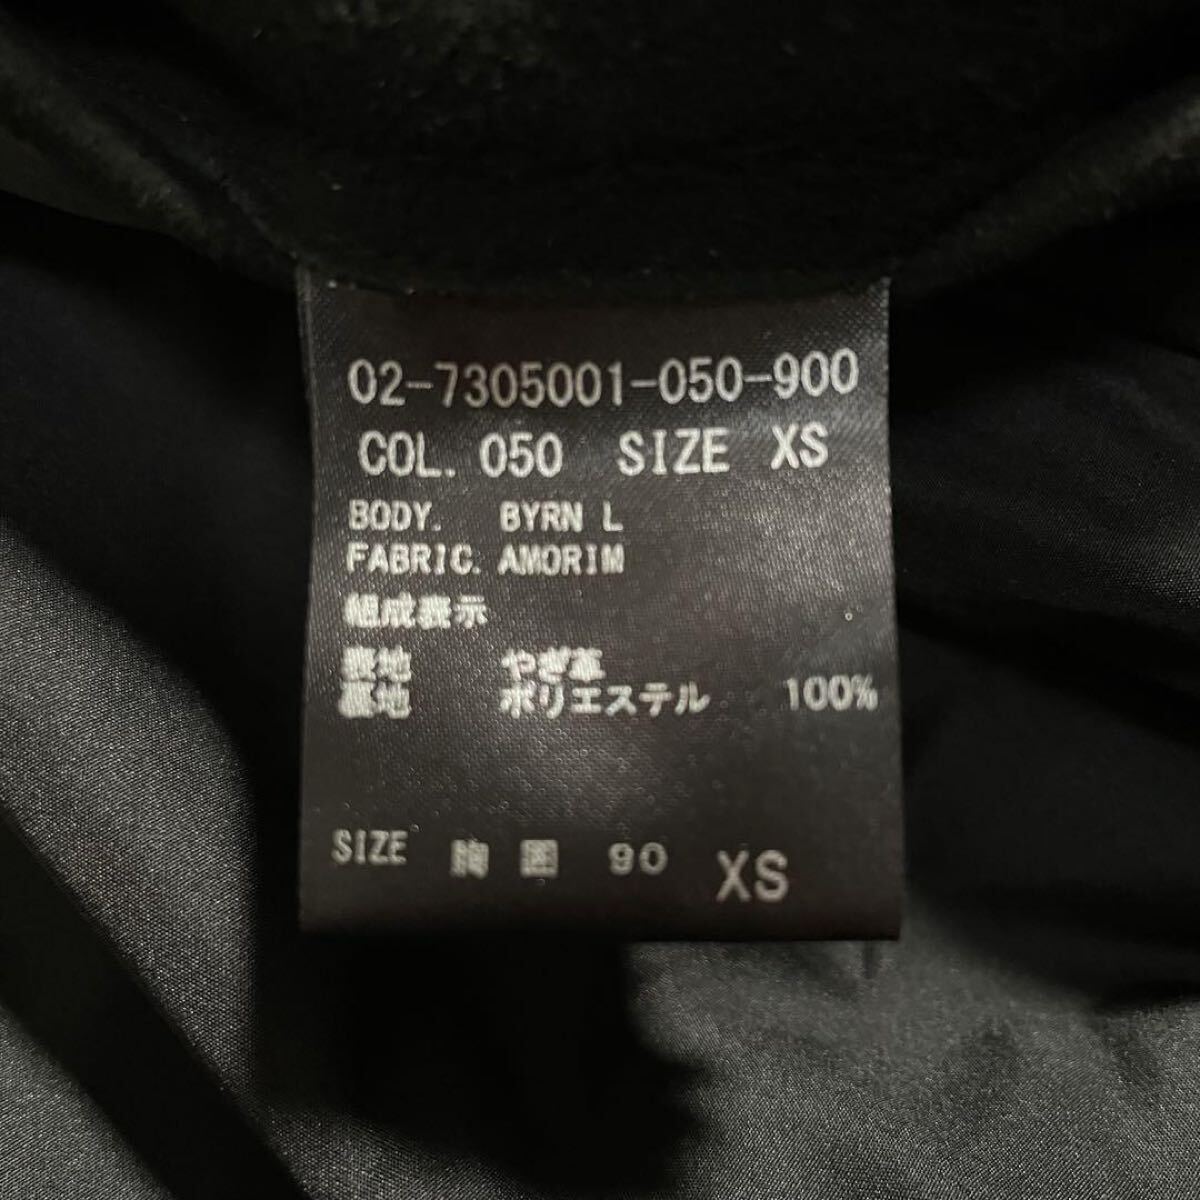 02-7305001-050-900
COL. 050 SIZE XS
BODY. BYRN L
FABRIC. AMORIM
組成表示
表地 やぎ革
裏地 ポリエステル 100%
SIZE 胸囲 90 XS